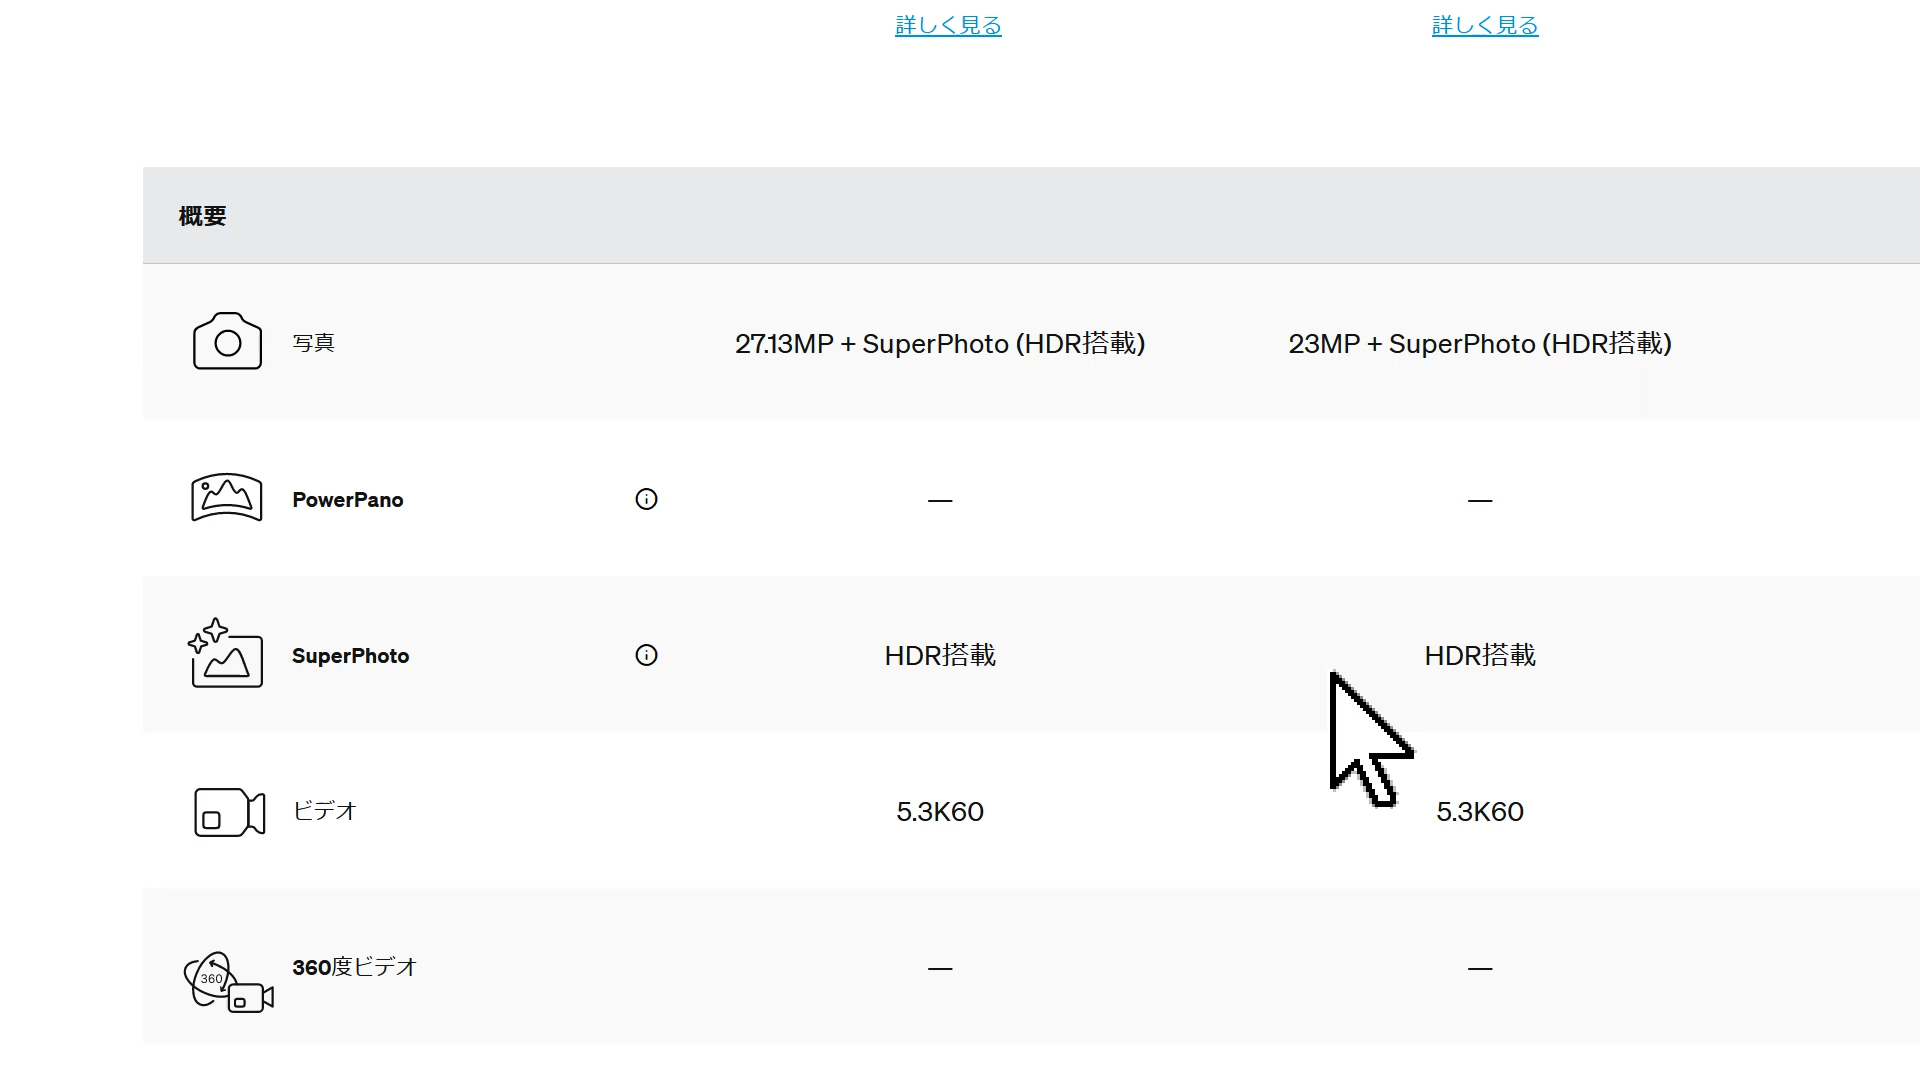 詳しく見る 詳しく見る
概要
写真 27.13MP + SuperPhoto (HDR搭載) 23MP + SuperPhoto (HDR搭載)
PowerPano — —
SuperPhoto HDR搭載 HDR搭載
ビデオ 5.3K60 5.3K60
360
360度ビデオ — —